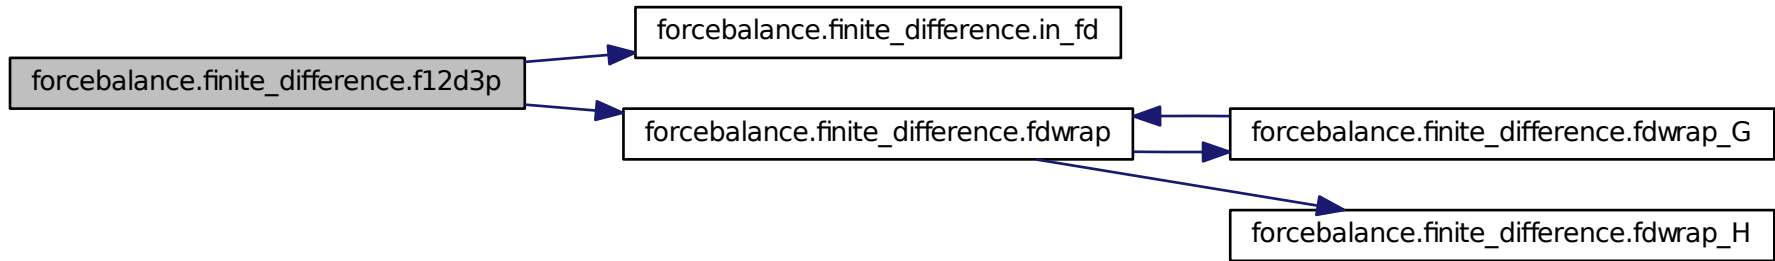 forcebalance.finite_difference.in_fd
forcebalance.finite_difference.f12d3p
forcebalance.finite_difference.fdwrap
forcebalance.finite_difference.fdwrap_G
forcebalance.finite_difference.fdwrap_H